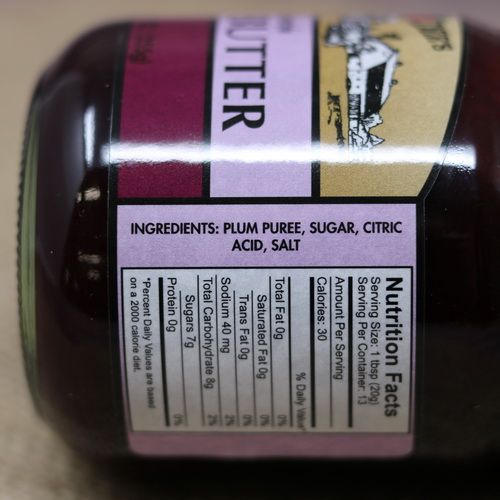 BUTTER
INGREDIENTS: PLUM PUREE, SUGAR, CITRIC
ACID, SALT
Nutrition Facts
Serving Size: 1 tbsp (20g)
Serving Per Container: 13
Amount Per Serving
Calories: 30
% Daily Value*
Total Fat 0g 0%
Saturated Fat 0g 0%
Trans Fat 0g
Sodium 40 mg 2%
Total Carbohydrate 8g 2%
Sugars 7g
Protein 0g 0%
*Percent Daily Values are based
on a 2000 calorie diet.